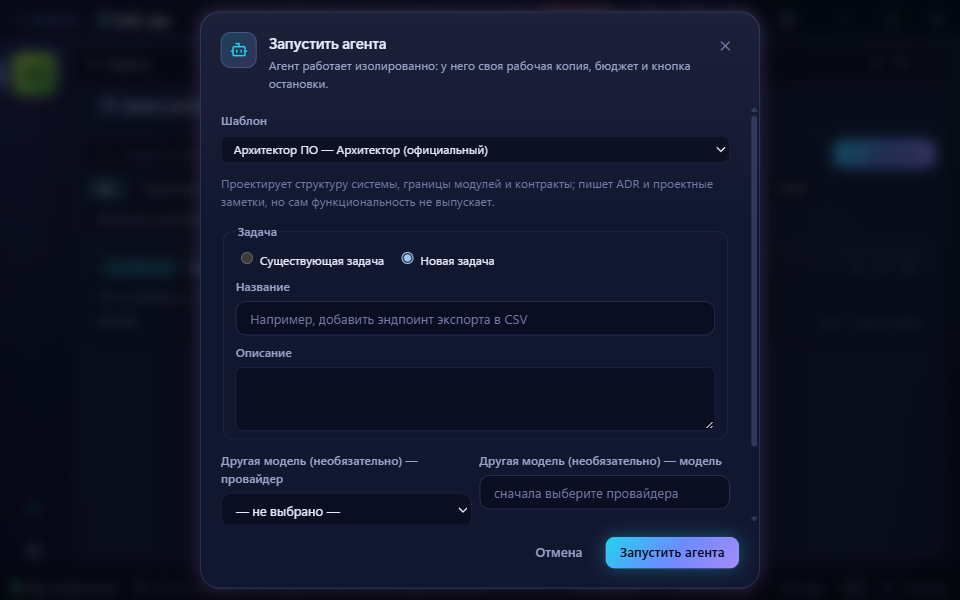 Запустить агента
Агент работает изолированно: у него своя рабочая копия, бюджет и кнопка
остановки.
Шаблон
Архитектор ПО — Архитектор (официальный)
Проектирует структуру системы, границы модулей и контракты; пишет ADR и проектные
заметки, но сам функциональность не выпускает.
Задача
Существующая задача
Новая задача
Название
Например, добавить эндпоинт экспорта в CSV
Описание
Другая модель (необязательно) —
провайдер
— не выбрано —
Другая модель (необязательно) — модель
сначала выберите провайдера
Отмена
Запустить агента